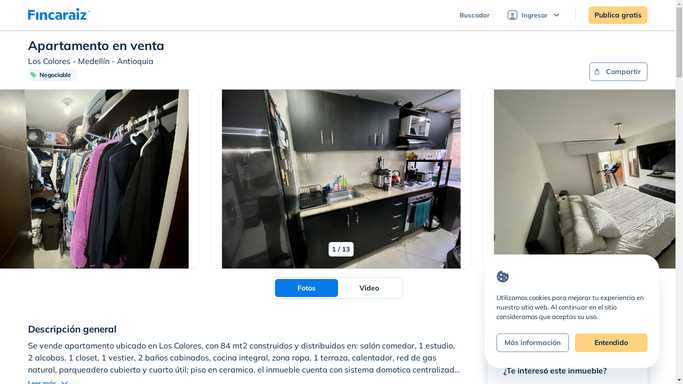 Fincaraiz
Buscador
Ingresar
Publica gratis
Apartamento en venta
Los Colores - Medellín - Antioquia
Negociable
Compartir
1 / 13
Fotos
Video
Utilizamos cookies para mejorar tu experiencia en
nuestro sitio web. Al continuar en el sitio
consideramos que aceptas su uso.
Más información
Entendido
Descripción general
Se vende apartamento ubicado en Los Colores, con 84 mt2 construidos y distribuidos en: salón comedor, 1 estudio,
2 alcobas, 1 closet, 1 vestier, 2 baños cabinados, cocina integral, zona ropa, 1 terraza, calentador, red de gas
natural, parqueadero cubierto y cuarto útil; piso en ceramica, el inmueble cuenta con sistema domotico centralizad...
Leer más
¿Te interesó este inmueble?